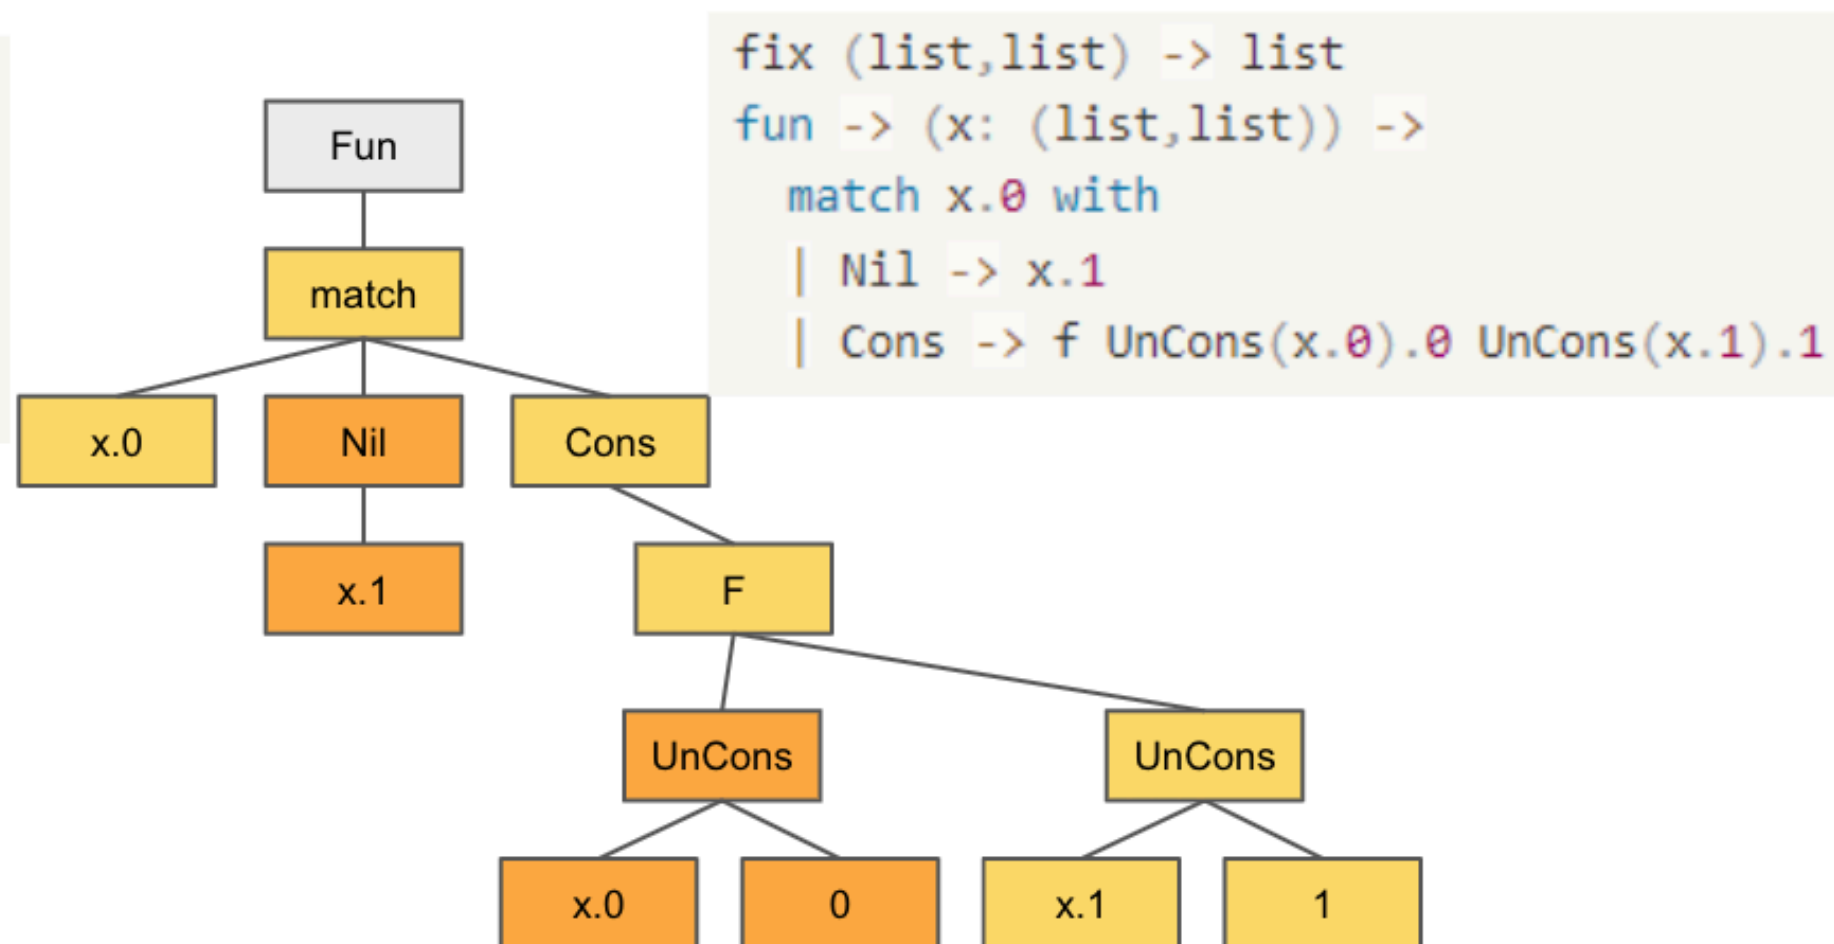 fix (list,list) -> list
fun -> (x: (list,list)) ->
match x.0 with
| Nil -> x.1
| Cons -> f UnCons(x.0).0 UnCons(x.1).1
Fun
match
x.0
Nil
Cons
x.1
F
UnCons
UnCons
x.0
0
x.1
1